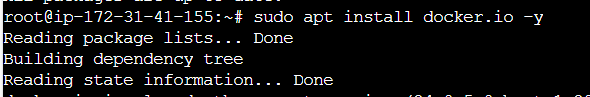 root@ip-172-31-41-155:~# sudo apt install docker.io -y
Reading package lists... Done
Building dependency tree
Reading state information... Done